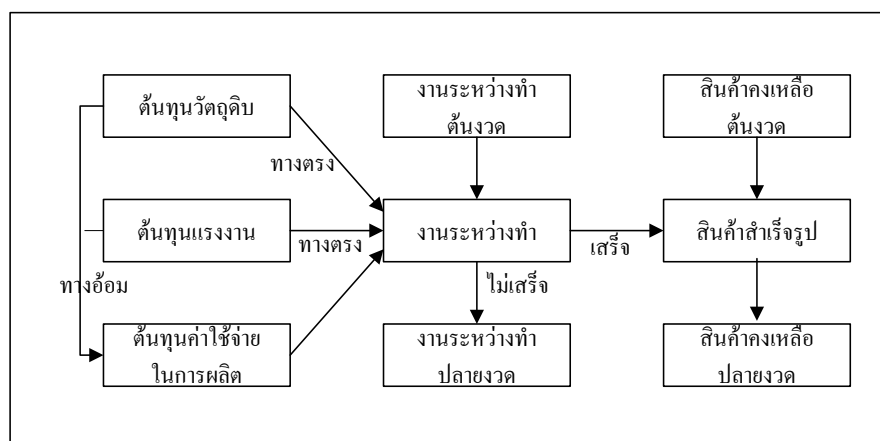 ต้นทุนวัตถุดิบ
งานระหว่างทำ
ต้นงวด
สินค้าคงเหลือ
ต้นงวด
ทางตรง
ต้นทุนแรงงาน
ทางตรง
งานระหว่างทำ
เสร็จ
สินค้าสำเร็จรูป
ทางอ้อม
ไม่เสร็จ
ต้นทุนค่าใช้จ่าย
ในการผลิต
งานระหว่างทำ
ปลายงวด
สินค้าคงเหลือ
ปลายงวด